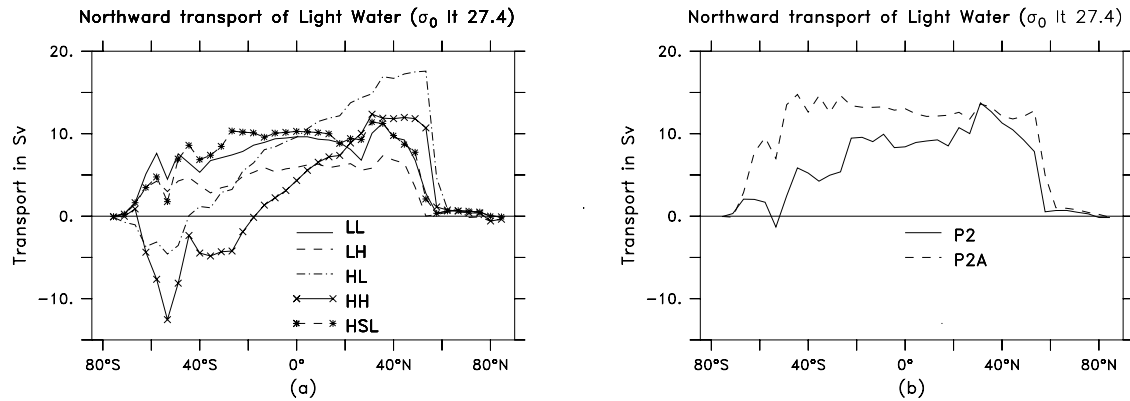 Northward transport of Light Water (σ₀ lt 27.4)
20.
10.
0.
-10.
Transport in Sv
LL
LH
HL
HH
HSL
80°S 40°S 0° 40°N 80°N
(a)
Northward transport of Light Water (σ₀ lt 27.4)
20.
10.
0.
-10.
Transport in Sv
P2
P2A
80°S 40°S 0° 40°N 80°N
(b)